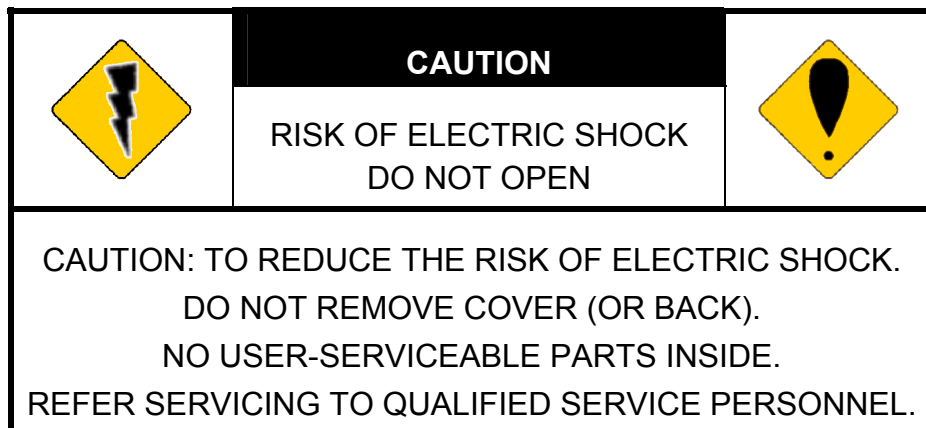 CAUTION
RISK OF ELECTRIC SHOCK
DO NOT OPEN
CAUTION: TO REDUCE THE RISK OF ELECTRIC SHOCK.
DO NOT REMOVE COVER (OR BACK).
NO USER-SERVICEABLE PARTS INSIDE.
REFER SERVICING TO QUALIFIED SERVICE PERSONNEL.